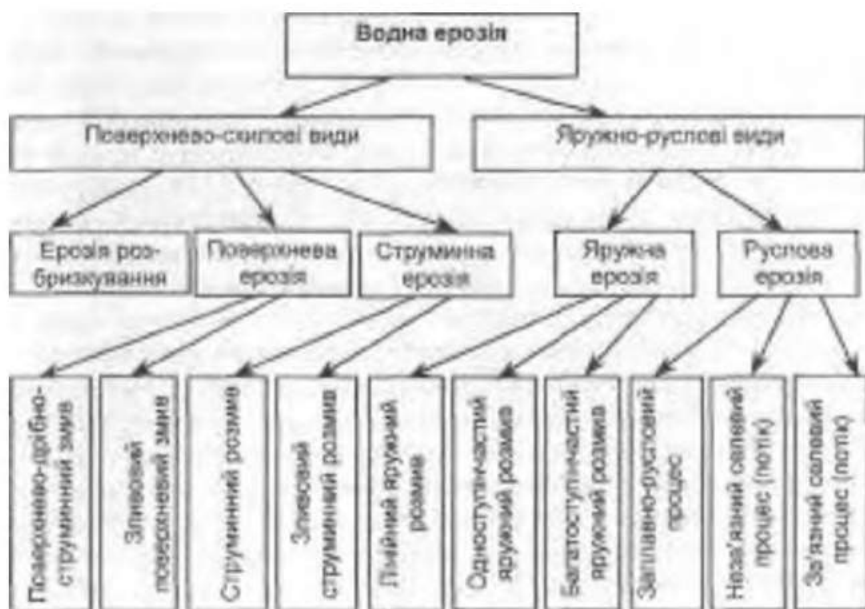 Водна ерозія
Поверхнево-схилові види
Яружно-руслові види
Ерозія роз-
бризкування
Поверхнева
ерозія
Струминна
ерозія
Яружна
ерозія
Руслова
ерозія
Поверхнево-дрібно-
струминний змив
Зливовий
поверхневий змив
Струминний розмив
Зливовий
струминний розмив
Лінійний яружний
розмив
Одноступінчастий
яружний розмив
Багатоступінчастий
яружний розмив
Заплавно-русловий
процес
Незв'язний селевий
процес (потік)
Зв'язний селевий
процес (потік)